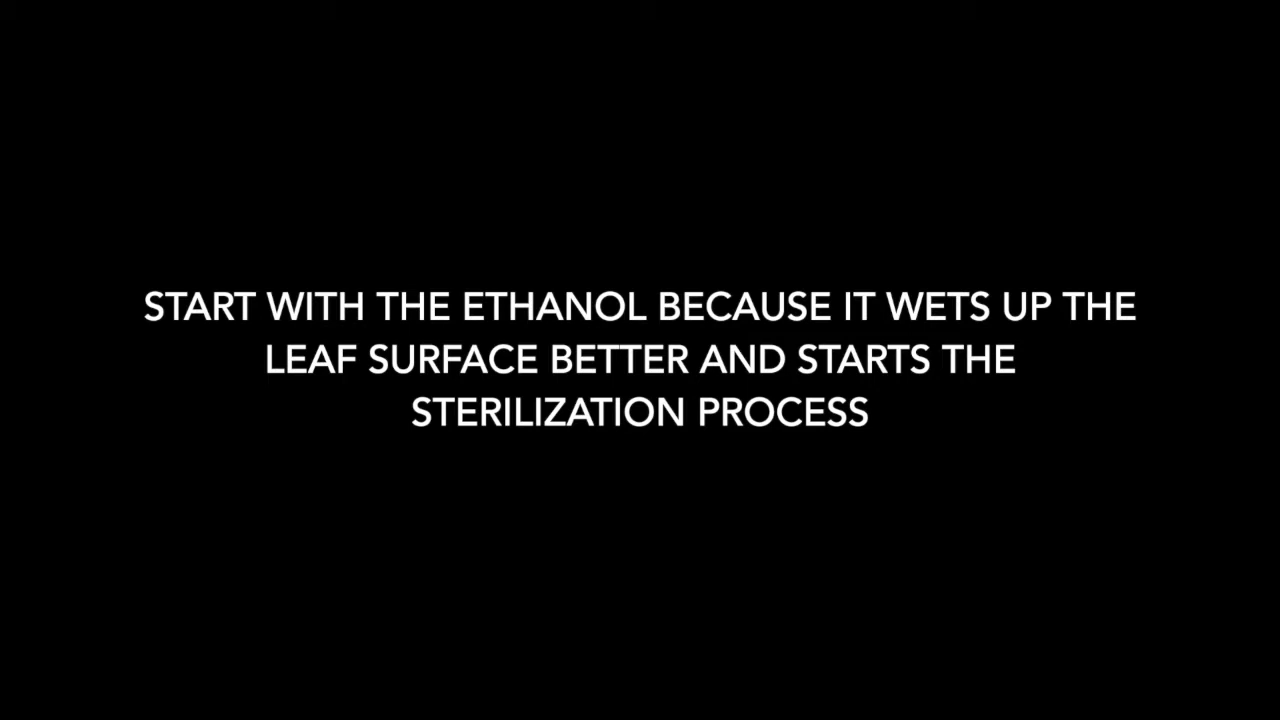 START WITH THE ETHANOL BECAUSE IT WETS UP THE
LEAF SURFACE BETTER AND STARTS THE
STERILIZATION PROCESS